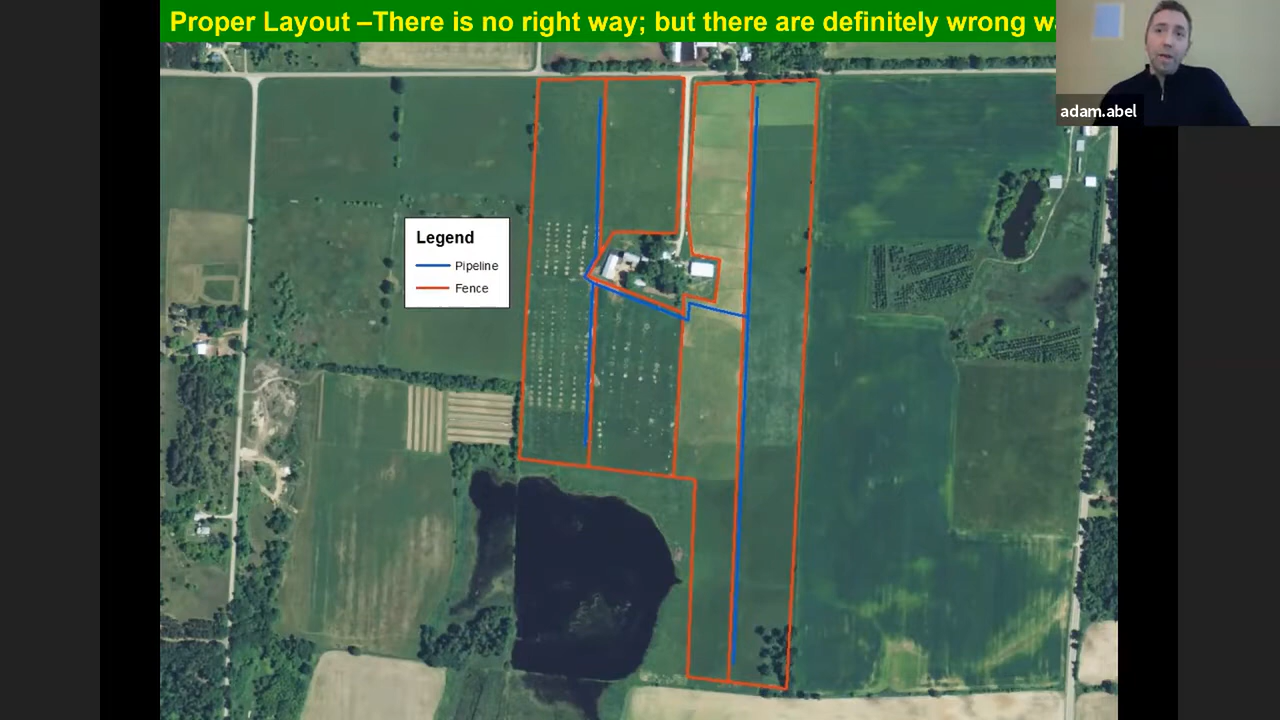 Proper Layout –There is no right way; but there are definitely wrong
adam.abel
Legend
Pipeline
Fence